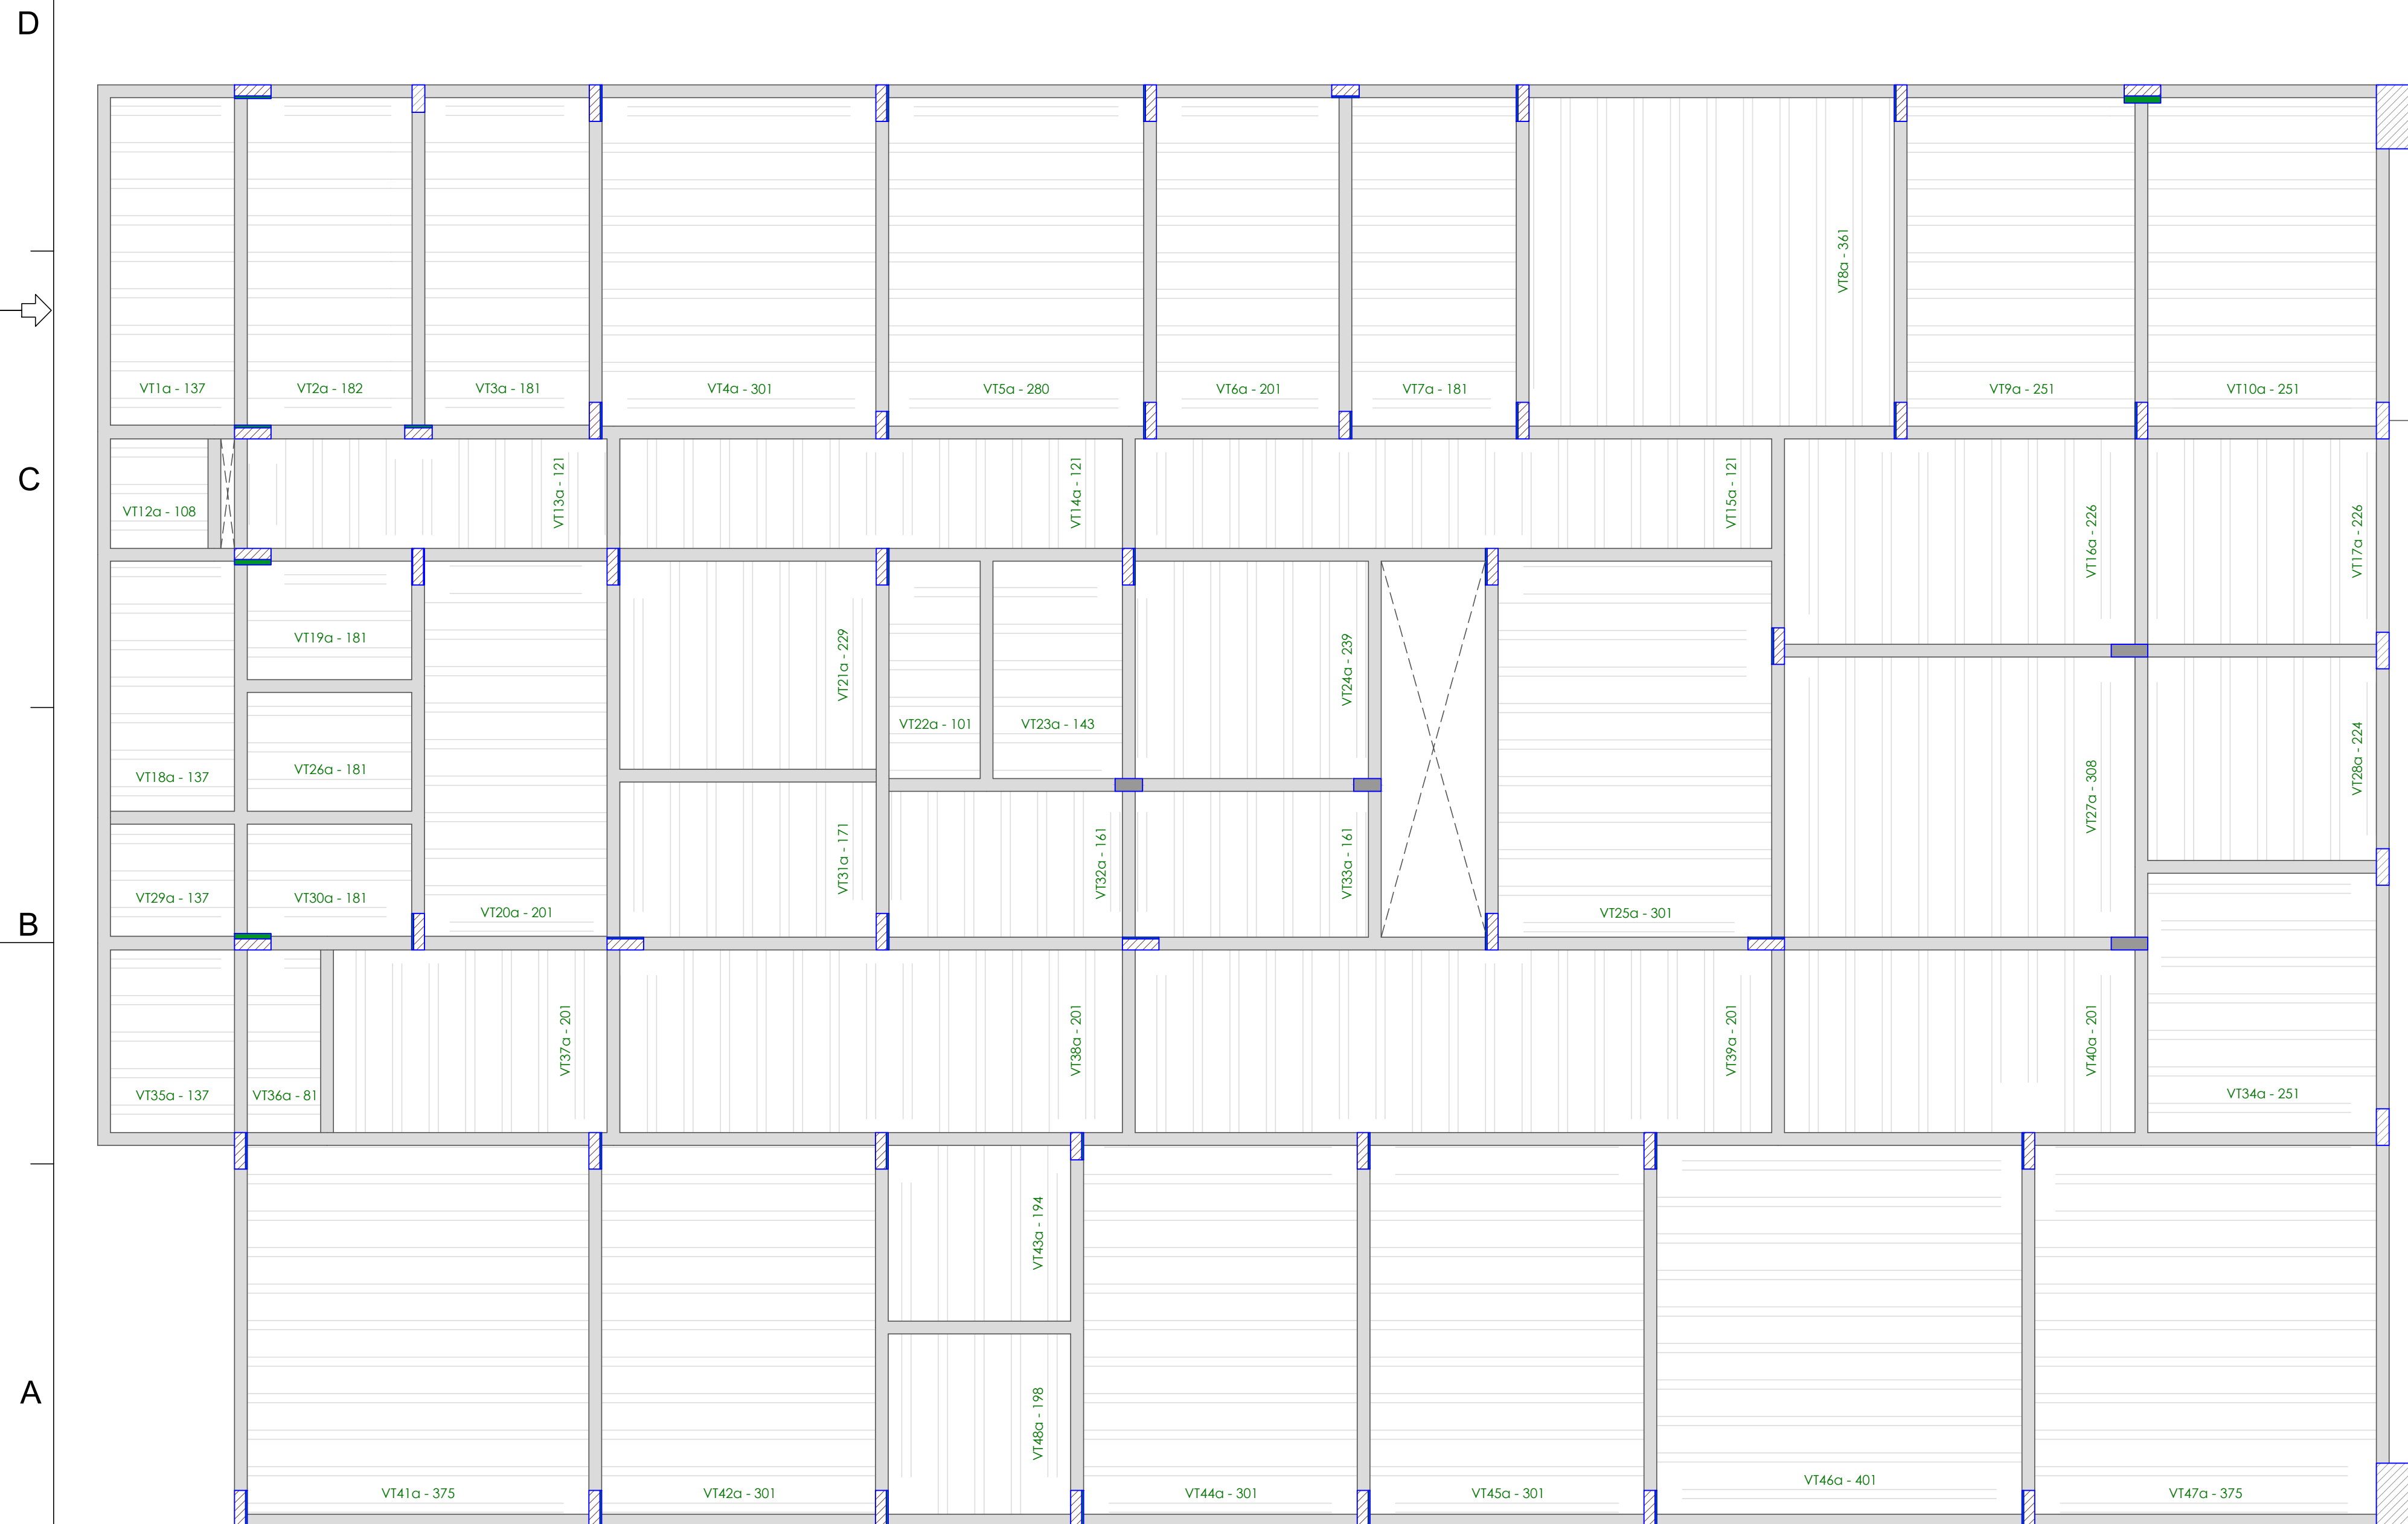 D
VT8a - 361
VT1a - 137
VT2a - 182
VT3a - 181
VT4a - 301
VT5a - 280
VT6a - 201
VT7a - 181
VT9a - 251
VT10a - 251
C
VT12a - 108
VT13a - 121
VT14a - 121
VT15a - 121
VT16a - 226
VT17a - 226
VT19a - 181
VT21a - 229
VT24a - 239
VT22a - 101
VT23a - 143
VT18a - 137
VT26a - 181
VT27a - 308
VT28a - 224
VT31a - 171
VT32a - 161
VT33a - 161
VT29a - 137
VT30a - 181
VT20a - 201
VT25a - 301
B
VT37a - 201
VT38a - 201
VT39a - 201
VT40a - 201
VT35a - 137
VT36a - 81
VT34a - 251
VT43a - 194
A
VT48a - 198
VT41a - 375
VT42a - 301
VT44a - 301
VT45a - 301
VT46a - 401
VT47a - 375